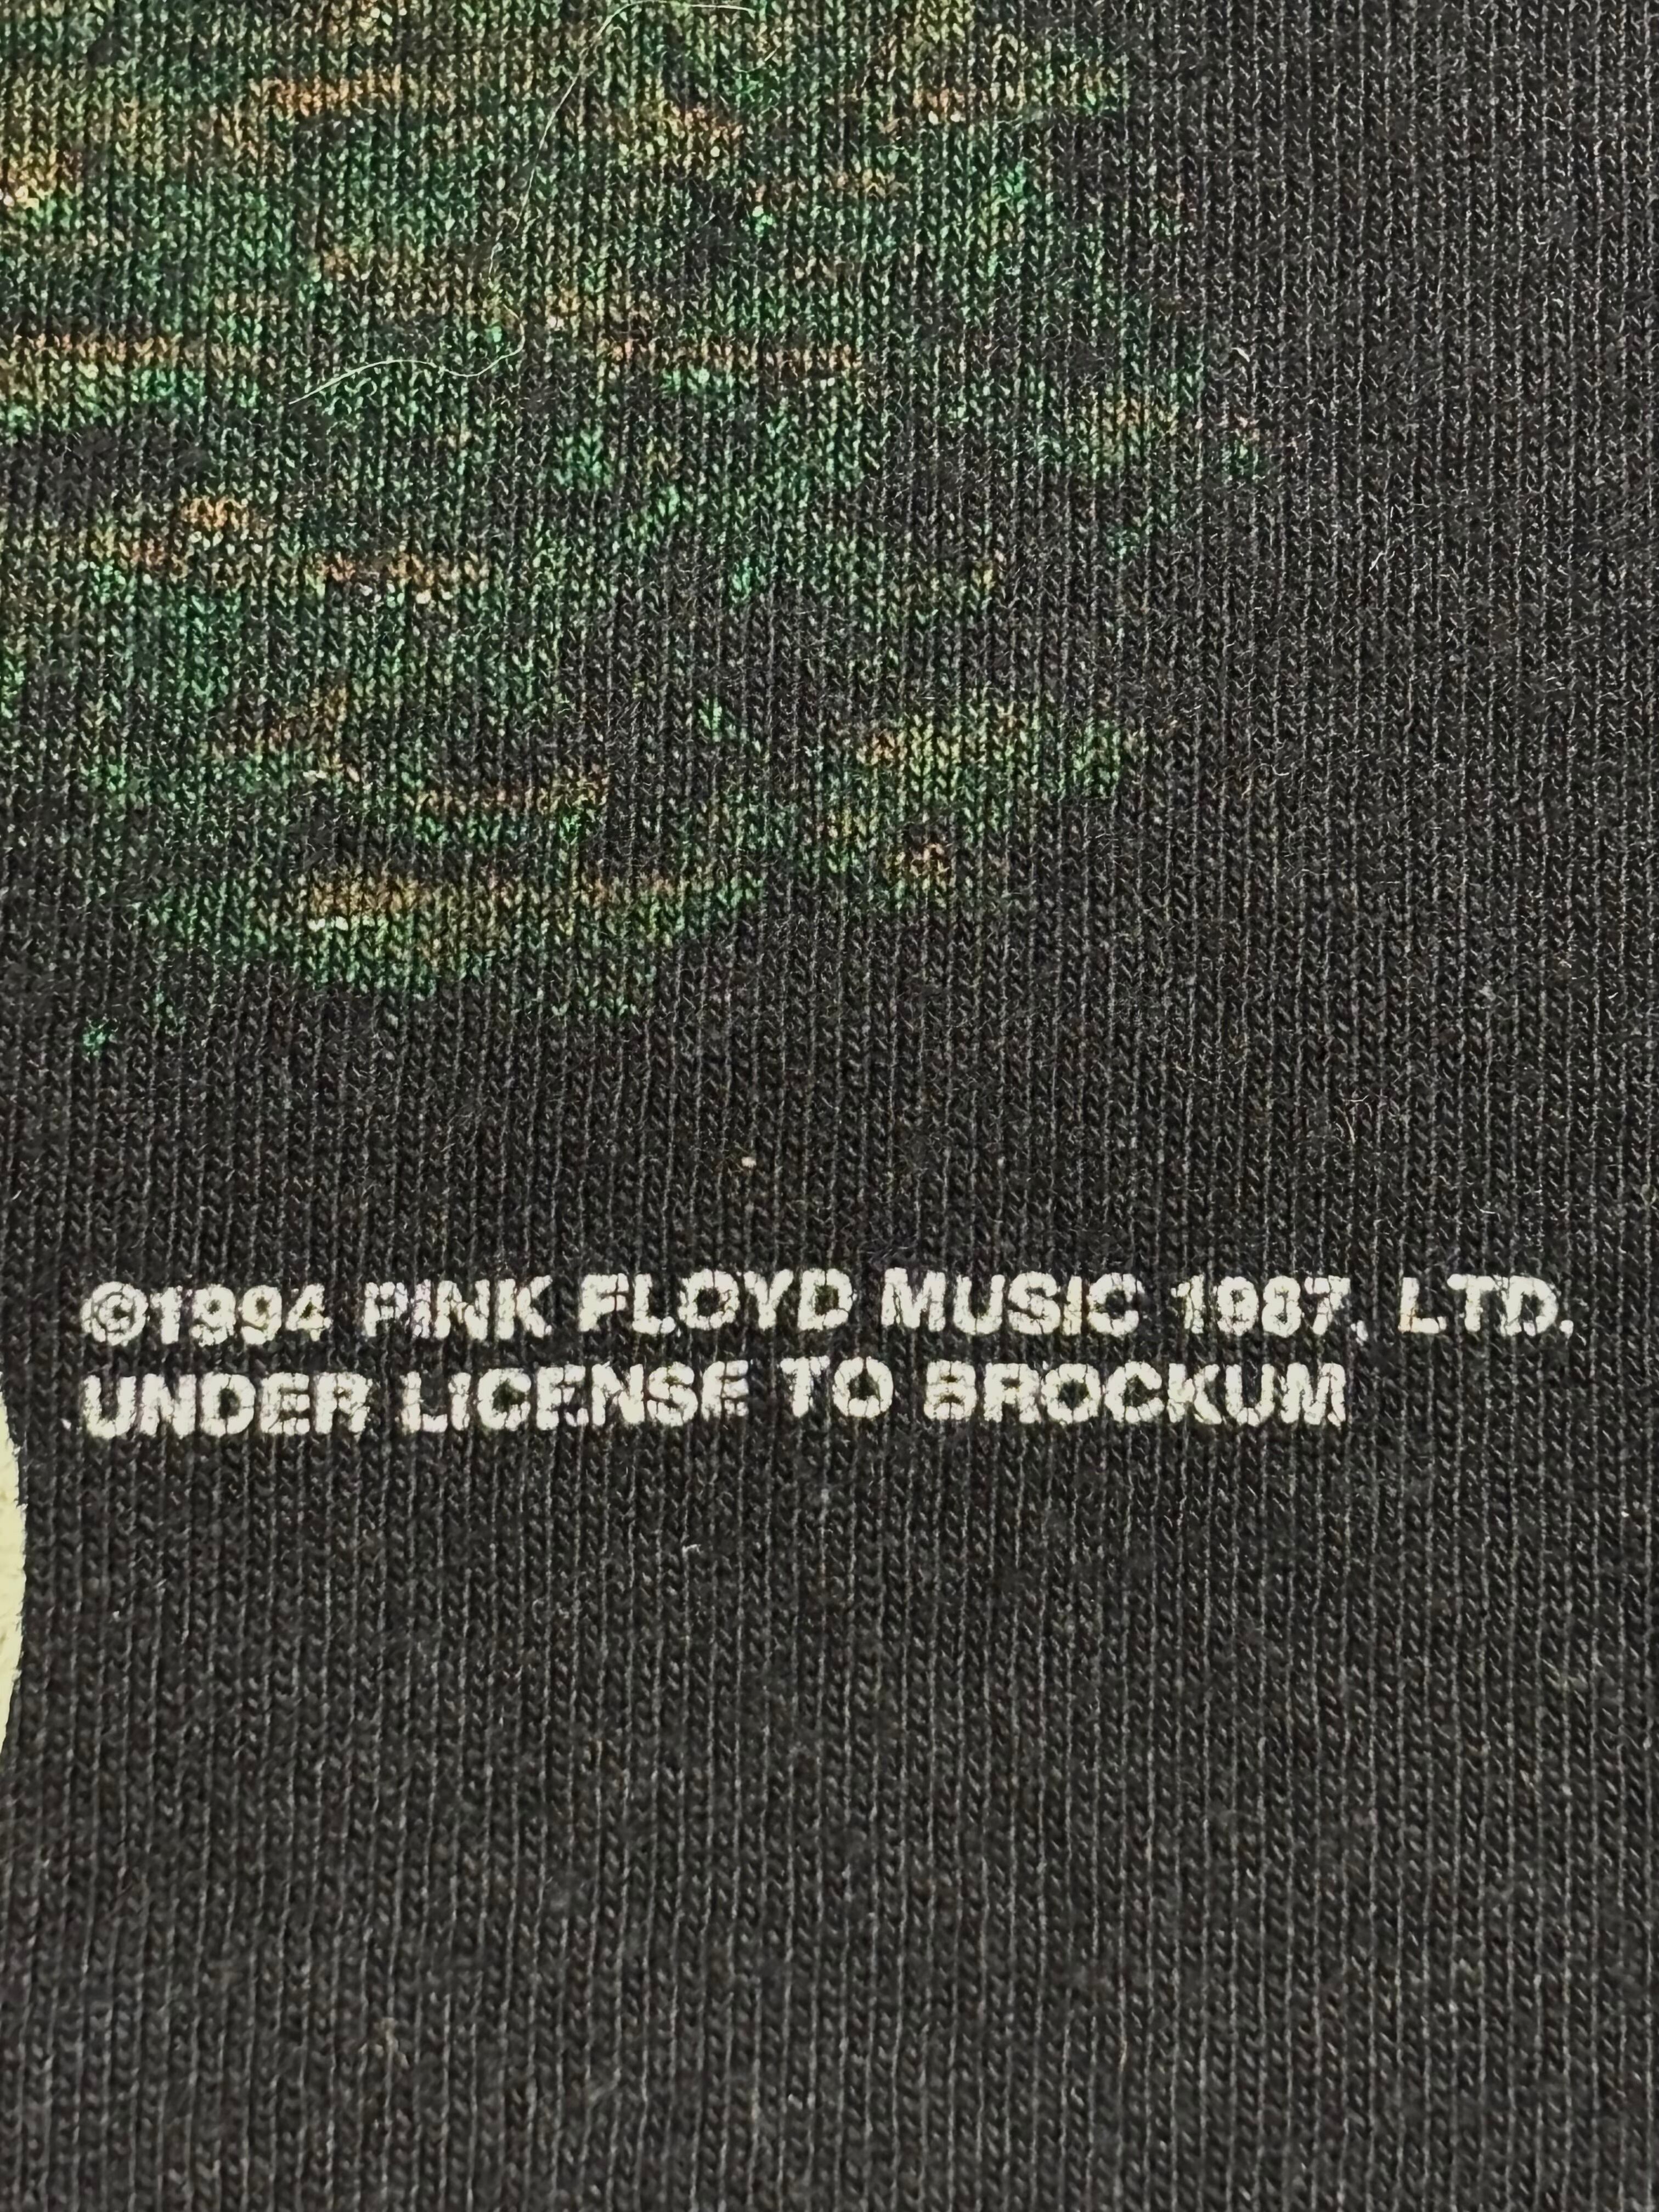 ©1994 PINK FLOYD MUSIC 1987, LTD.
UNDER LICENSE TO BROCKUM